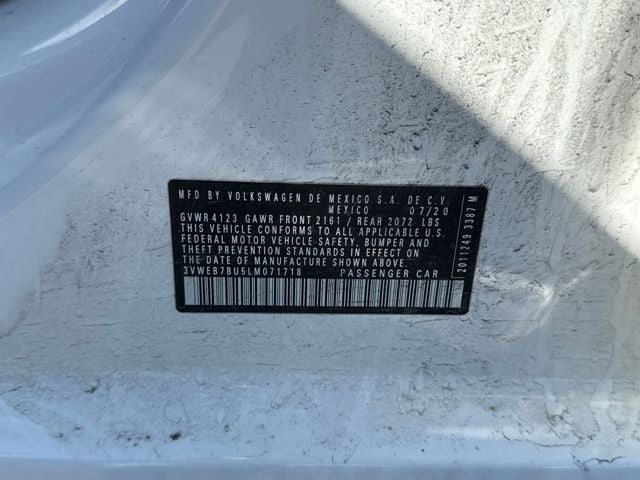 MFD BY VOLKSWAGEN DE MEXICO S.A. DE C.V.
MEXICO 07/20
GVWR 4123 GAWR FRONT 2161 / REAR 2072 LBS
THIS VEHICLE CONFORMS TO ALL APPLICABLE U.S.
FEDERAL MOTOR VEHICLE SAFETY, BUMPER AND
THEFT PREVENTION STANDARDS IN EFFECT ON
THE DATE OF MANUFACTURE SHOWN ABOVE.
3VWEB7BU5LM071718 PASSENGER CAR
2011249 3387 M